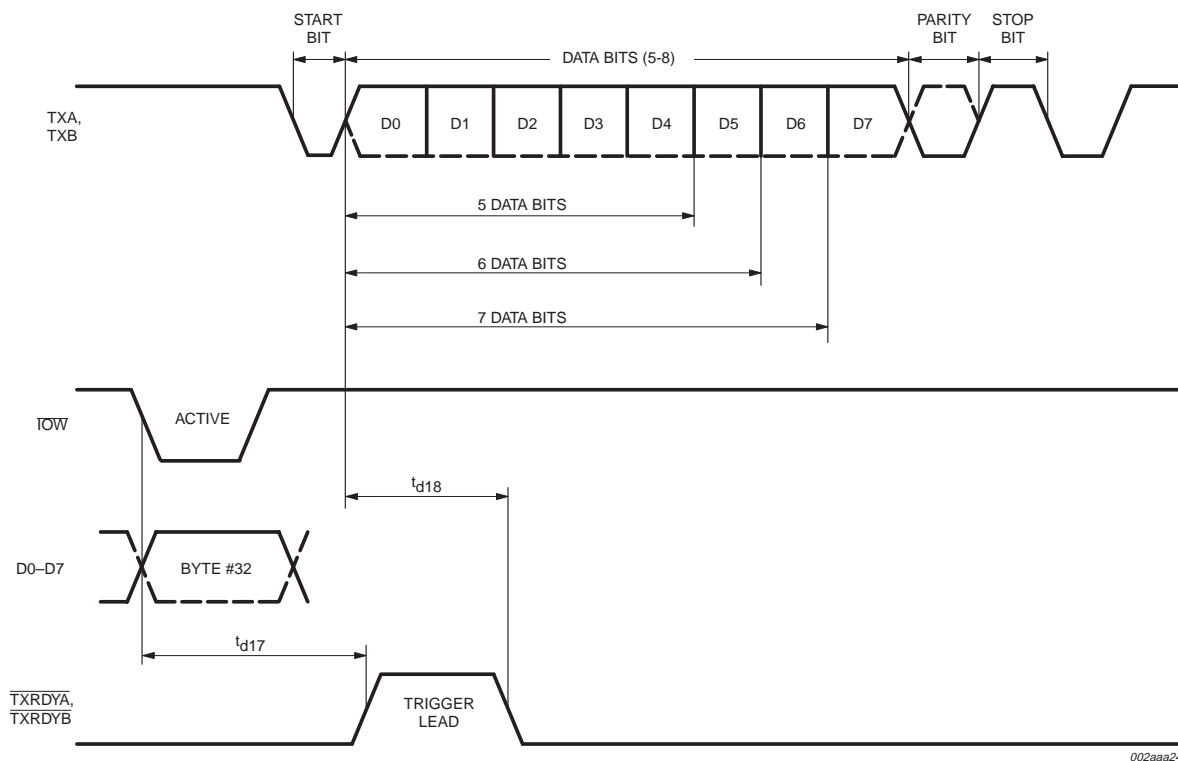 START
BIT
DATA BITS (5-8)
PARITY
BIT
STOP
BIT
TXA,
TXB
D0
D1
D2
D3
D4
D5
D6
D7
5 DATA BITS
6 DATA BITS
7 DATA BITS
IOW
ACTIVE
td18
D0–D7
BYTE #32
td17
TXRDYA,
TXRDYB
TRIGGER
LEAD
002aaa24